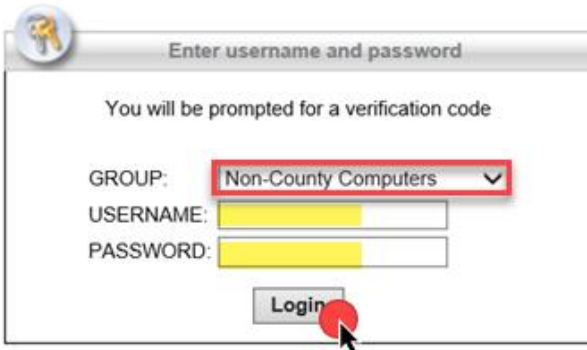 Enter username and password
You will be prompted for a verification code
GROUP: Non-County Computers
USERNAME:
PASSWORD:
Login